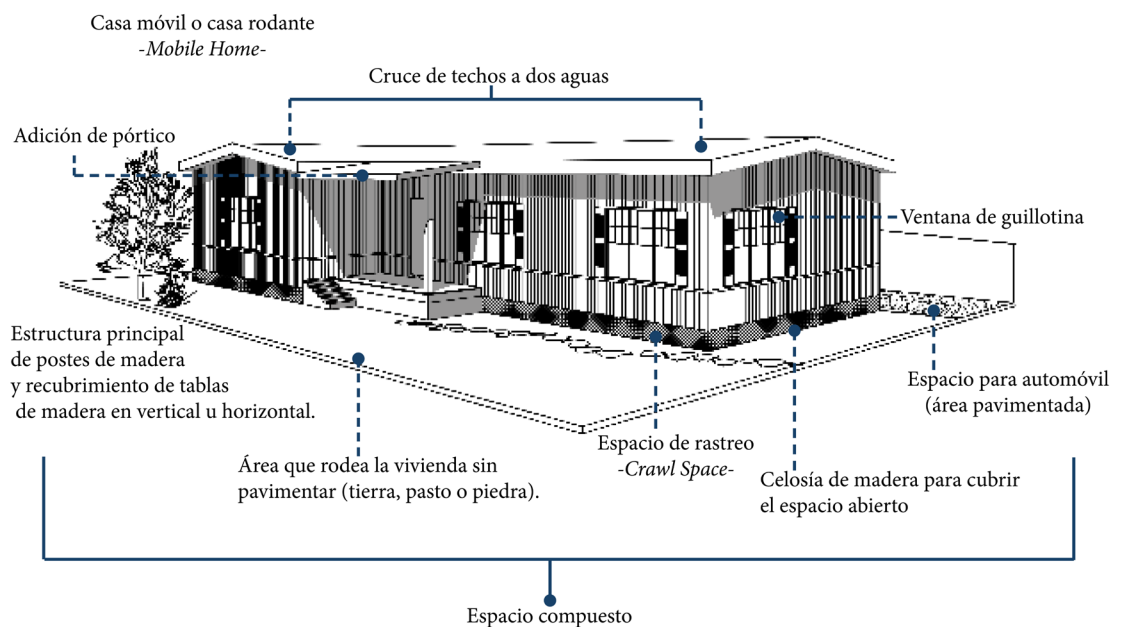 Casa móvil o casa rodante
-Mobile Home-
Cruce de techos a dos aguas
Adición de pórtico
Ventana de guillotina
Estructura principal
de postes de madera
y recubrimiento de tablas
de madera en vertical u horizontal.
Espacio para automóvil
(área pavimentada)
Espacio de rastreo
-Crawl Space-
Área que rodea la vivienda sin
pavimentar (tierra, pasto o piedra).
Celosía de madera para cubrir
el espacio abierto
Espacio compuesto